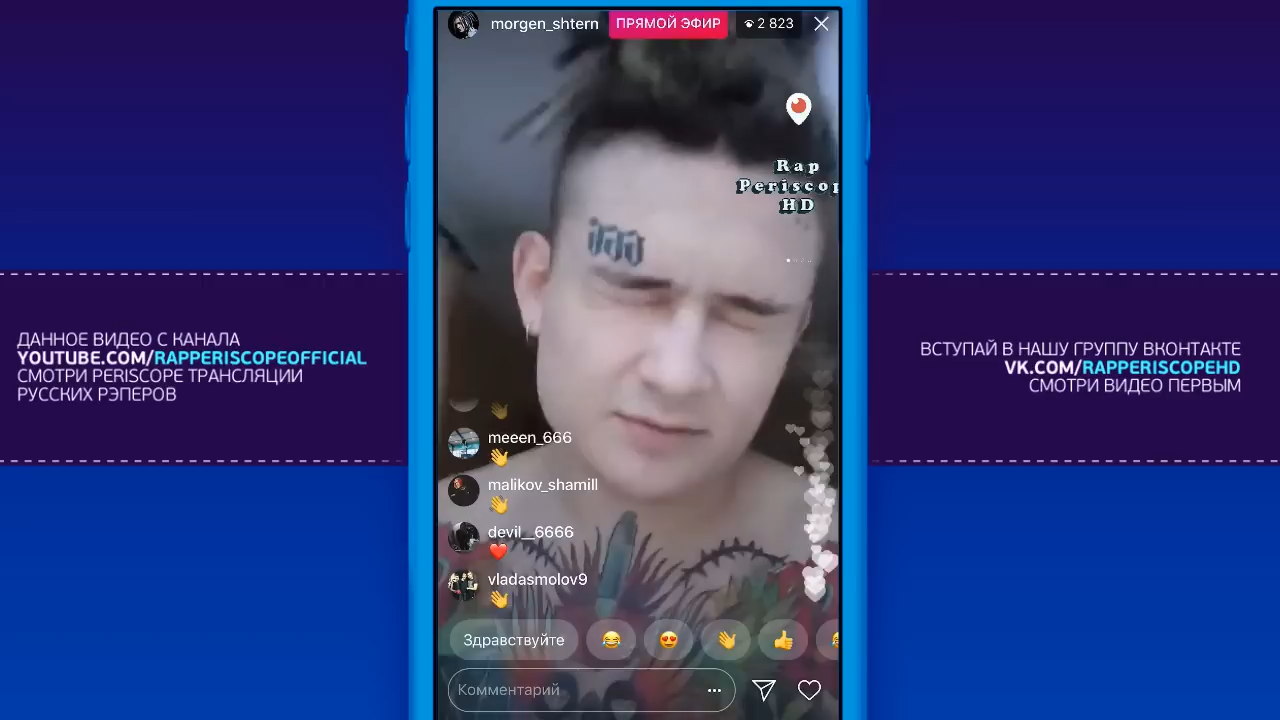 morgen_shtern ПРЯМОЙ ЭФИР 2 823
Rap
Periscop
HD
ДАННОЕ ВИДЕО С КАНАЛА
YOUTUBE.COM/RAPPERISCOPEOFFICIAL
СМОТРИ PERISCOPE ТРАНСЛЯЦИИ
РУССКИХ РЭПЕРОВ
ВСТУПАЙ В НАШУ ГРУППУ ВКОНТАКТЕ
VK.COM/RAPPERISCOPEHD
СМОТРИ ВИДЕО ПЕРВЫМ
meeen_666
👋
malikov_shamill
👋
devil__6666
❤️
vladasmolov9
👋
Здравствуйте 😂 😍 👋 👍
Комментарий